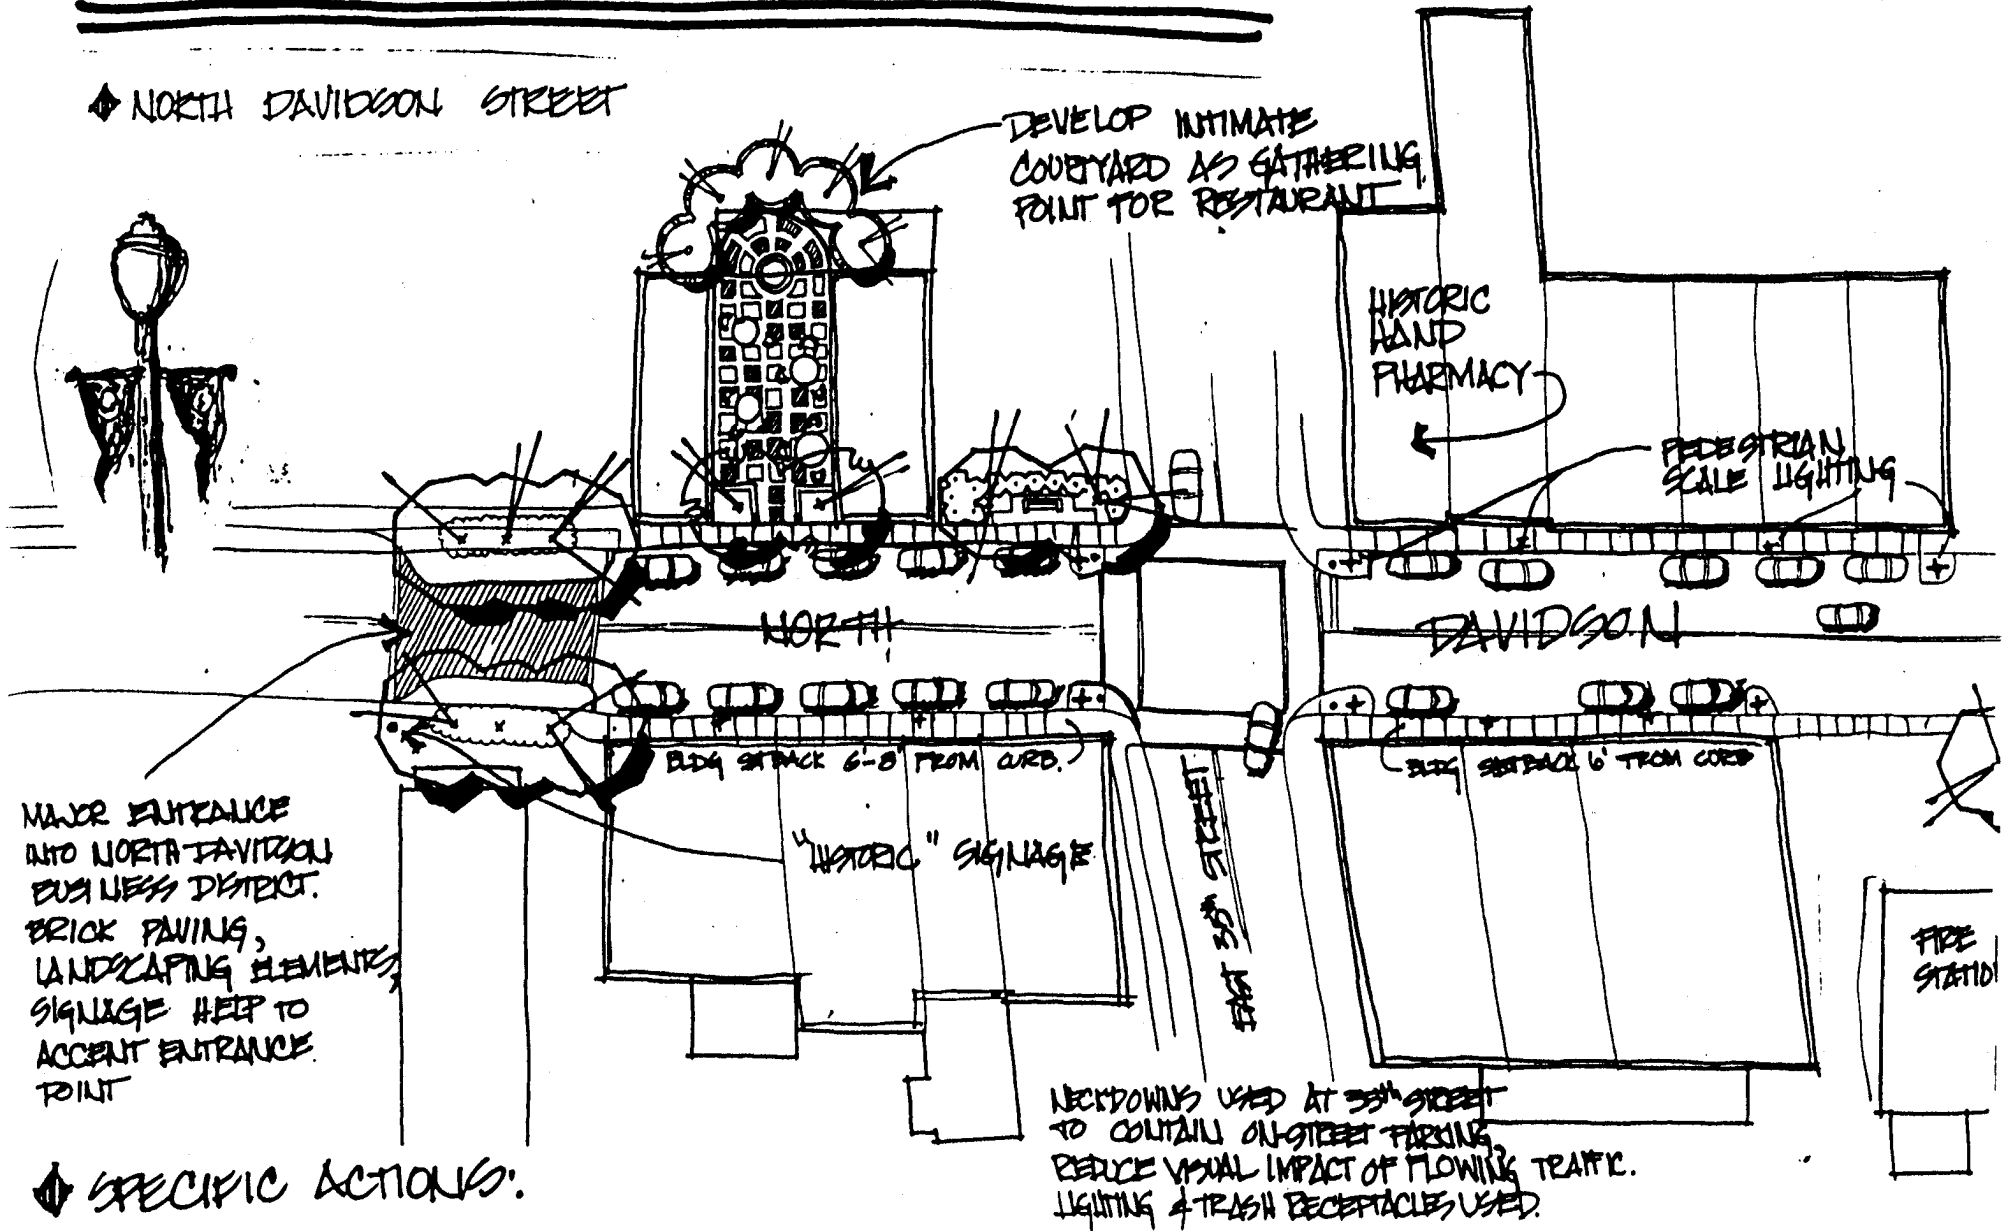 NORTH DAVIDSON STREET
DEVELOP INTIMATE
COURTYARD AS GATHERING
POINT FOR RESTAURANT
HISTORIC
HAND
PHARMACY
PEDESTRIAN
SCALE LIGHTING
NORTH
DAVIDSON
BLDG SETBACK 6'-8' FROM CURB.
BLDG SETBACK 6' FROM CURB
MAJOR ENTRANCE
INTO NORTH DAVIDSON
BUSINESS DISTRICT.
BRICK PAVING,
LANDSCAPING ELEMENTS,
SIGNAGE HELP TO
ACCENT ENTRANCE
POINT
"HISTORIC" SIGNAGE
EAST 35th STREET
FIRE
STATIO
NECKDOWNS USED AT 35th STREET
TO CONTAIN ON-STREET PARKING,
REDUCE VISUAL IMPACT OF FLOWING TRAFFIC.
LIGHTING & TRASH RECEPTACLES USED.
SPECIFIC ACTIONS: